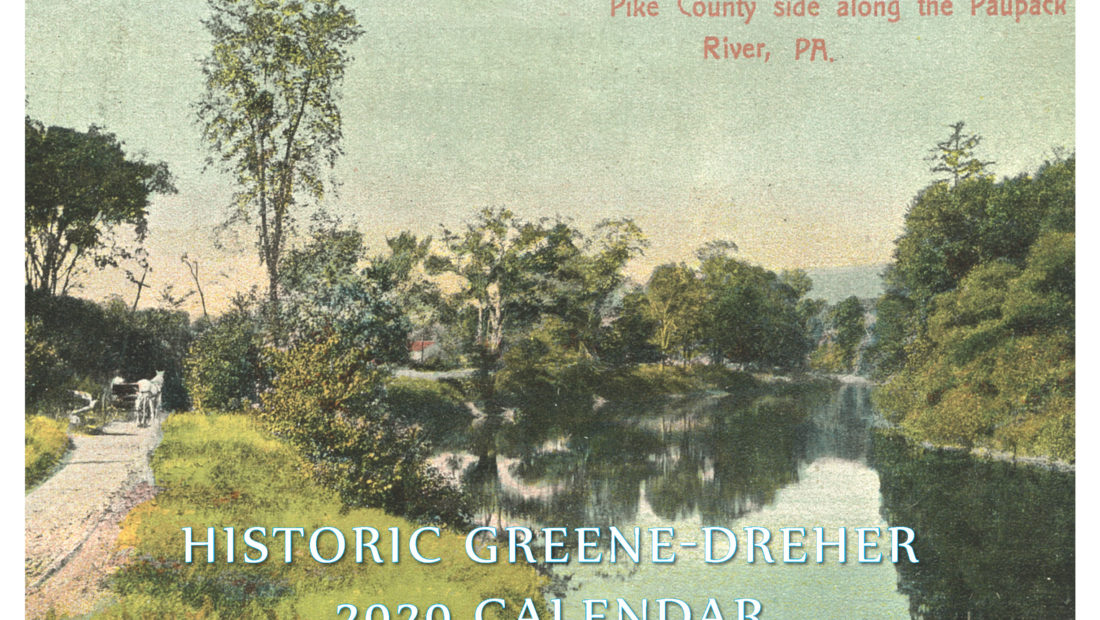 Pike County side along the Paupack
River, PA.
HISTORIC GREENE-DREHER
2020 CALENDAR